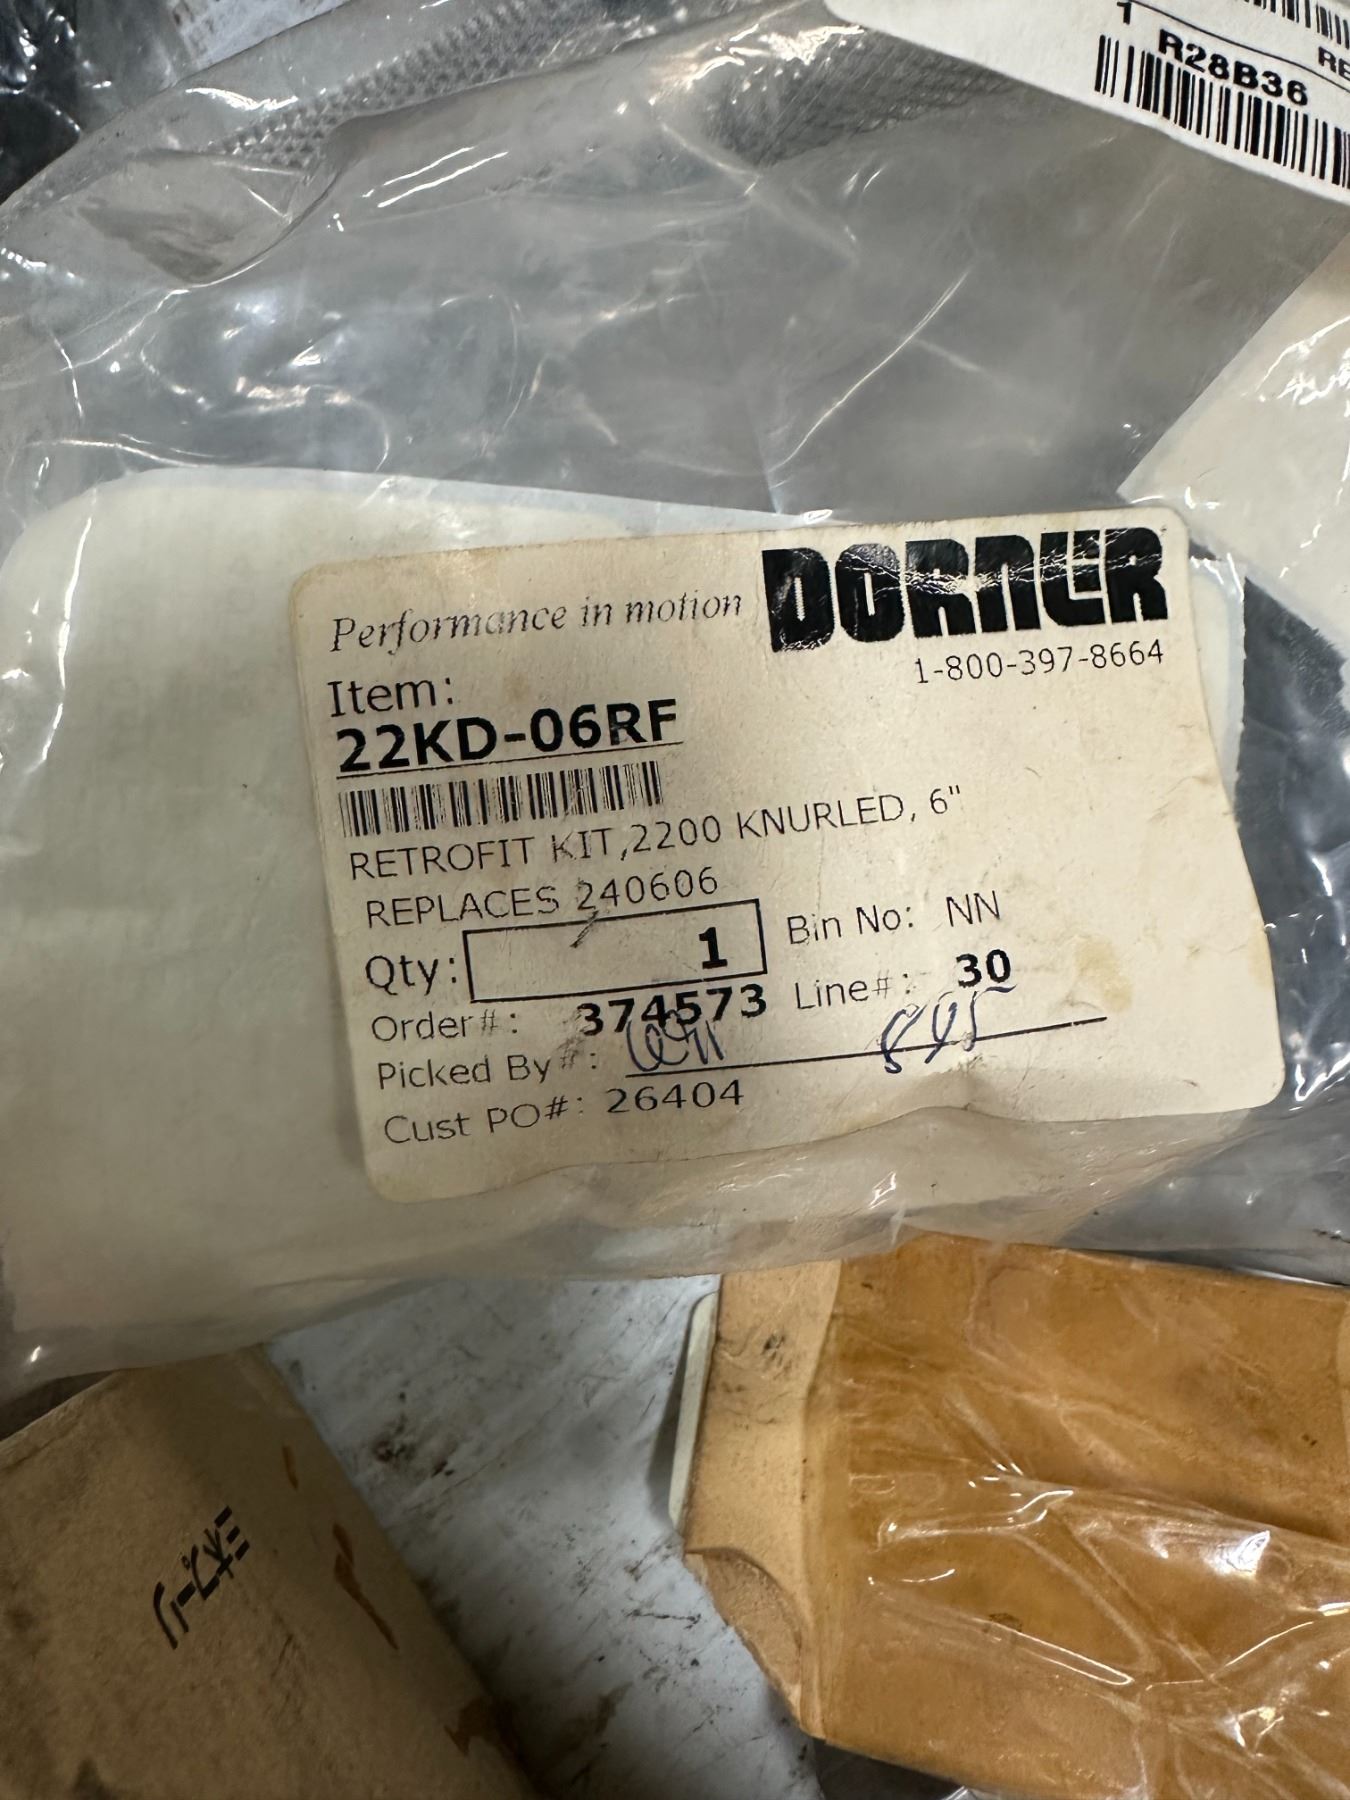 1
RE
R28B36
Performance in motion DORNER
1-800-397-8664
Item:
22KD-06RF
RETROFIT KIT,2200 KNURLED, 6"
REPLACES 240606
Qty: 1 Bin No: NN
Order#: 374573 Line#: 30
Picked By#:
Cust PO#: 26404